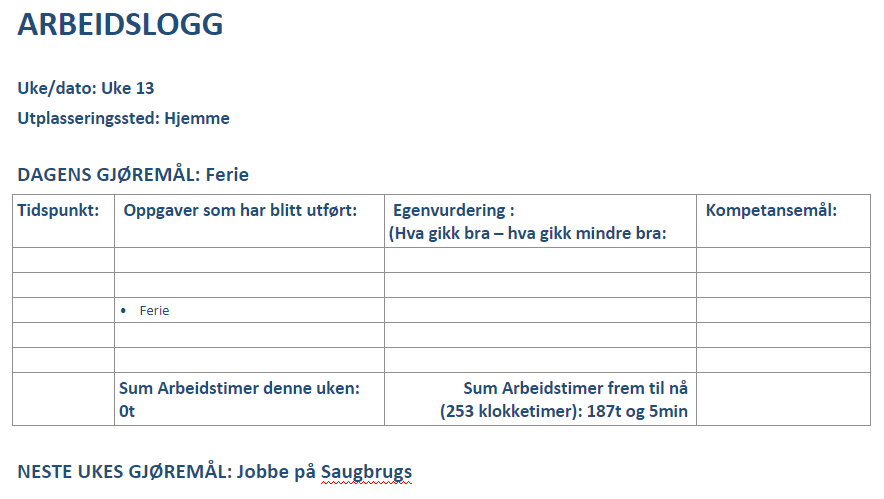 ARBEIDSLOGG
Uke/dato: Uke 13
Utplasseringssted: Hjemme
DAGENS GJØREMÅL: Ferie
Tidspunkt:
Oppgaver som har blitt utført:
Egenvurdering :
(Hva gikk bra – hva gikk mindre bra:
Kompetansemål:
• Ferie
Sum Arbeidstimer denne uken:
0t
Sum Arbeidstimer frem til nå
(253 klokketimer): 187t og 5min
NESTE UKES GJØREMÅL: Jobbe på Saugbrugs